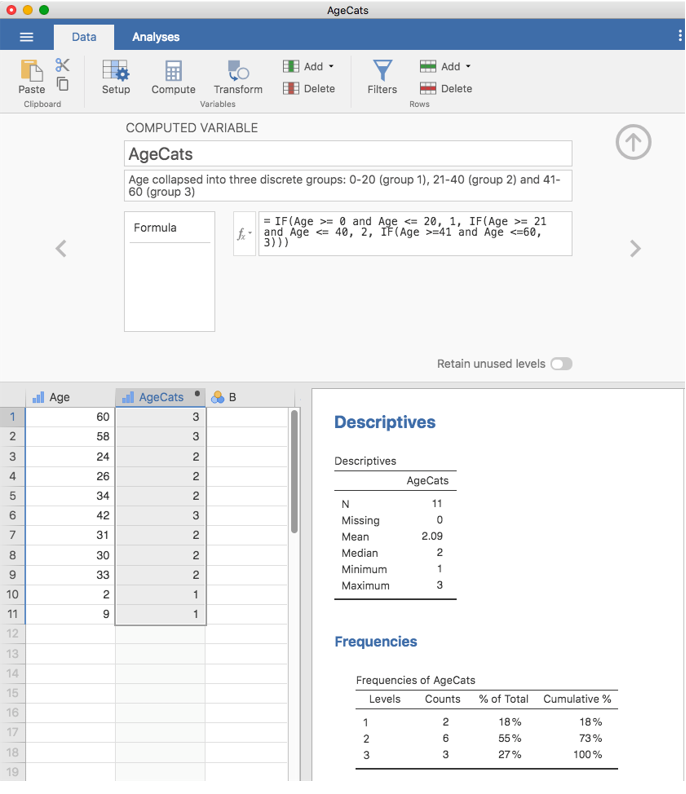 AgeCats
Data Analyses
Paste Setup Compute Transform Add Delete Filters Add Delete
Clipboard Variables Rows
COMPUTED VARIABLE
AgeCats
Age collapsed into three discrete groups: 0-20 (group 1), 21-40 (group 2) and 41-
60 (group 3)
Formula
fx
= IF(Age >= 0 and Age <= 20, 1, IF(Age >= 21
and Age <= 40, 2, IF(Age >=41 and Age <=60,
3)))
Retain unused levels
Age AgeCats B
1 60 3
2 58 3
3 24 2
4 26 2
5 34 2
6 42 3
7 31 2
8 30 2
9 33 2
10 2 1
11 9 1
12
13
14
15
16
17
18
19
Descriptives
Descriptives
AgeCats
N 11
Missing 0
Mean 2.09
Median 2
Minimum 1
Maximum 3
Frequencies
Frequencies of AgeCats
Levels Counts % of Total Cumulative %
1 2 18% 18%
2 6 55% 73%
3 3 27% 100%